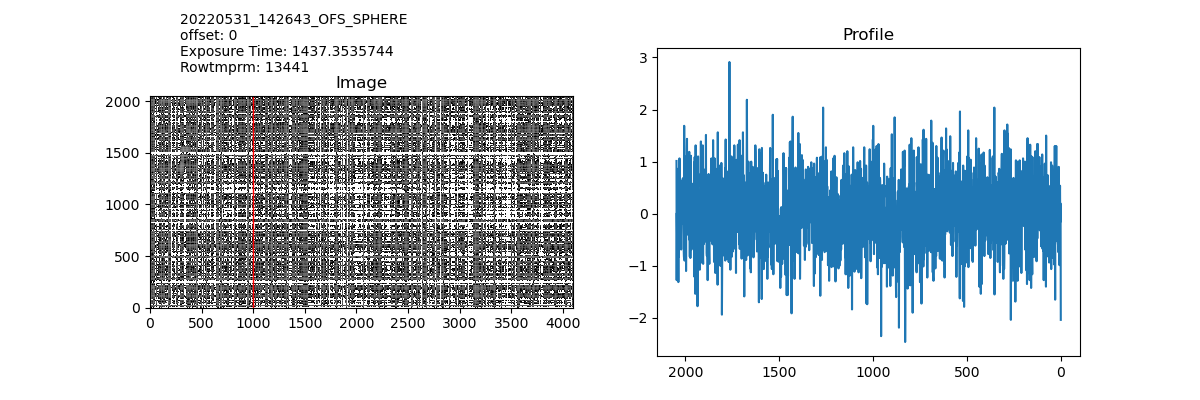 20220531_142643_OFS_SPHERE
offset: 0
Exposure Time: 1437.3535744
Rowtmprm: 13441
Image
2000
1500
1000
500
0
0 500 1000 1500 2000 2500 3000 3500 4000
Profile
3
2
1
0
−1
−2
2000 1500 1000 500 0